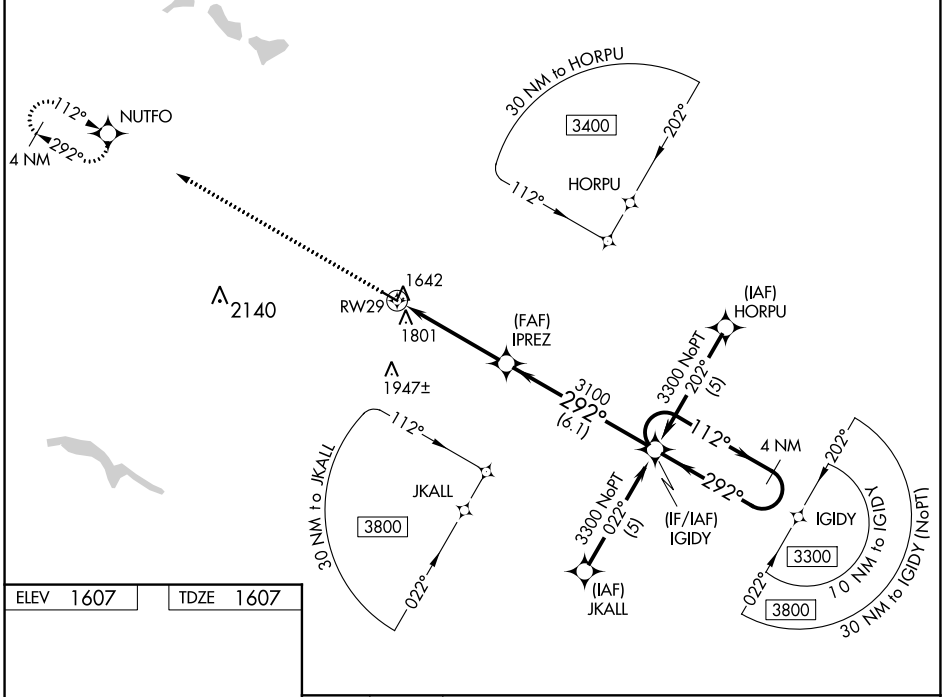 30 NM to HORPU
3400
202°
112°
HORPU
112°
292°
4 NM
NUTFO
2140
RW29
1642
1801
1947±
(FAF)
IPREZ
3100
292°
(6.1)
(IAF)
HORPU
3300 NoPT
202°
(5)
112°
4 NM
292°
(IF/IAF)
IGIDY
3300 NoPT
022°
(5)
(IAF)
JKALL
30 NM to JKALL
112°
JKALL
3800
022°
202°
IGIDY
3300
022°
3800
10 NM to IGIDY
30 NM to IGIDY (NoPT)
ELEV 1607
TDZE 1607